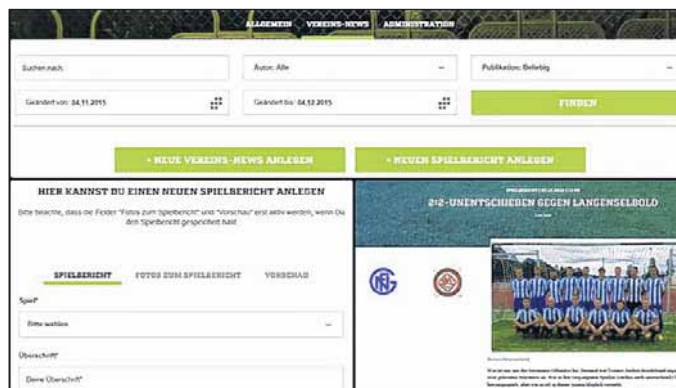 ALLGEMEIN VEREINS-NEWS ADMINISTRATION
Suchen nach:
Autor: Alle
Publikation: Beliebig
Geändert von: 04.11.2015
Geändert bis: 04.12.2015
FINDEN
+ NEUE VEREINS-NEWS ANLEGEN
+ NEUEN SPIELBERICHT ANLEGEN
HIER KANNST DU EINEN NEUEN SPIELBERICHT ANLEGEN
Bitte beachte, dass die Felder "Fotos zum Spielbericht" und "Vorschau" erst aktiv werden, wenn Du
den Spielbericht gespeichert hast.
SPIELBERICHT FOTOS ZUM SPIELBERICHT VORSCHAU
Spiel*
Bitte wählen
Überschrift*
Deine Überschrift*
2:2-UNENTSCHIEDEN GEGEN LANGENSELBOLD